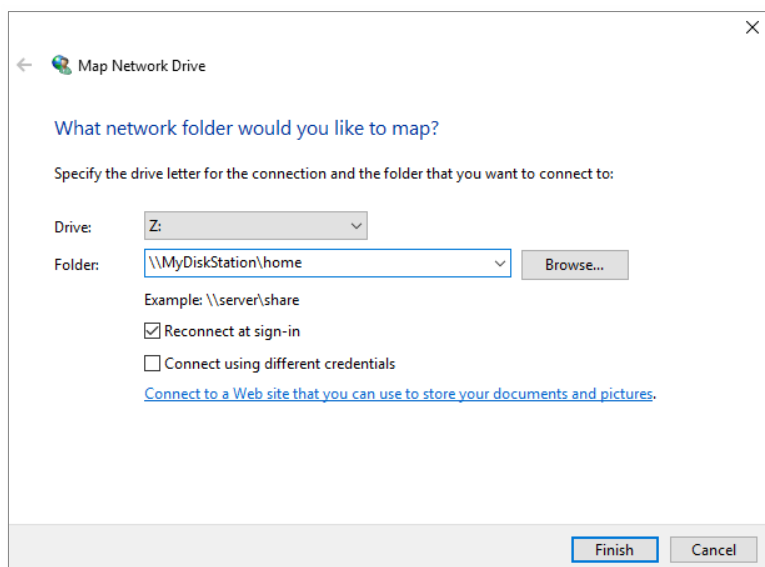 Map Network Drive
What network folder would you like to map?
Specify the drive letter for the connection and the folder that you want to connect to:
Drive: Z:
Folder: \\MyDiskStation\home Browse...
Example: \\server\share
Reconnect at sign-in
Connect using different credentials
Connect to a Web site that you can use to store your documents and pictures.
Finish Cancel